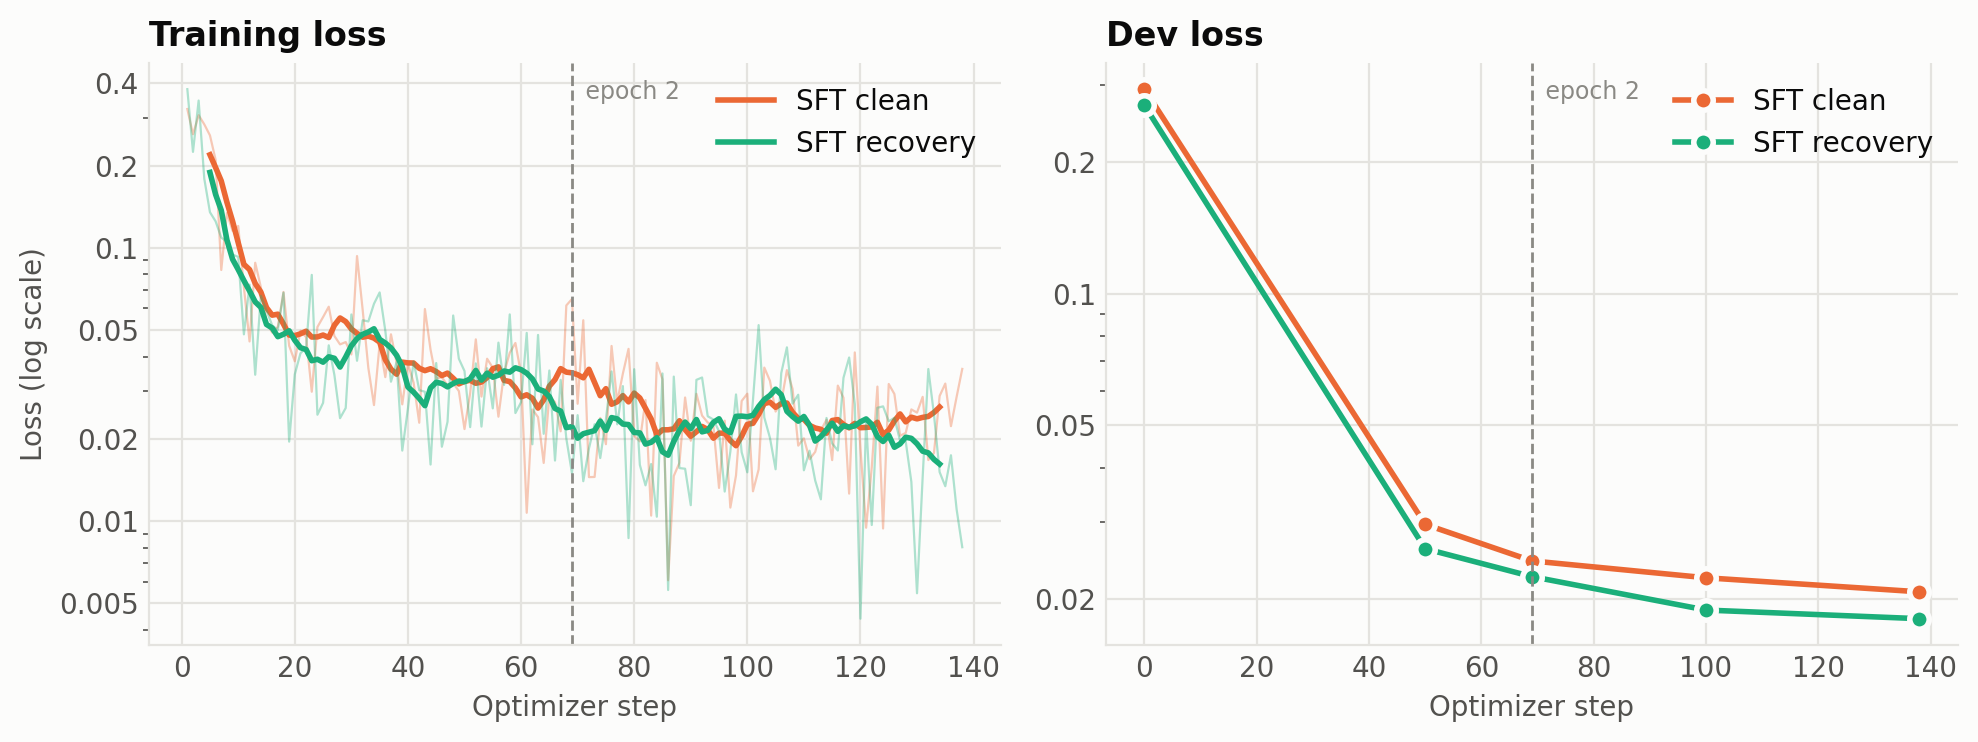 Training loss
Loss (log scale)
0.4
0.2
0.1
0.05
0.02
0.01
0.005
epoch 2
SFT clean
SFT recovery
0 20 40 60 80 100 120 140
Optimizer step
Dev loss
0.2
0.1
0.05
0.02
epoch 2
SFT clean
SFT recovery
0 20 40 60 80 100 120 140
Optimizer step